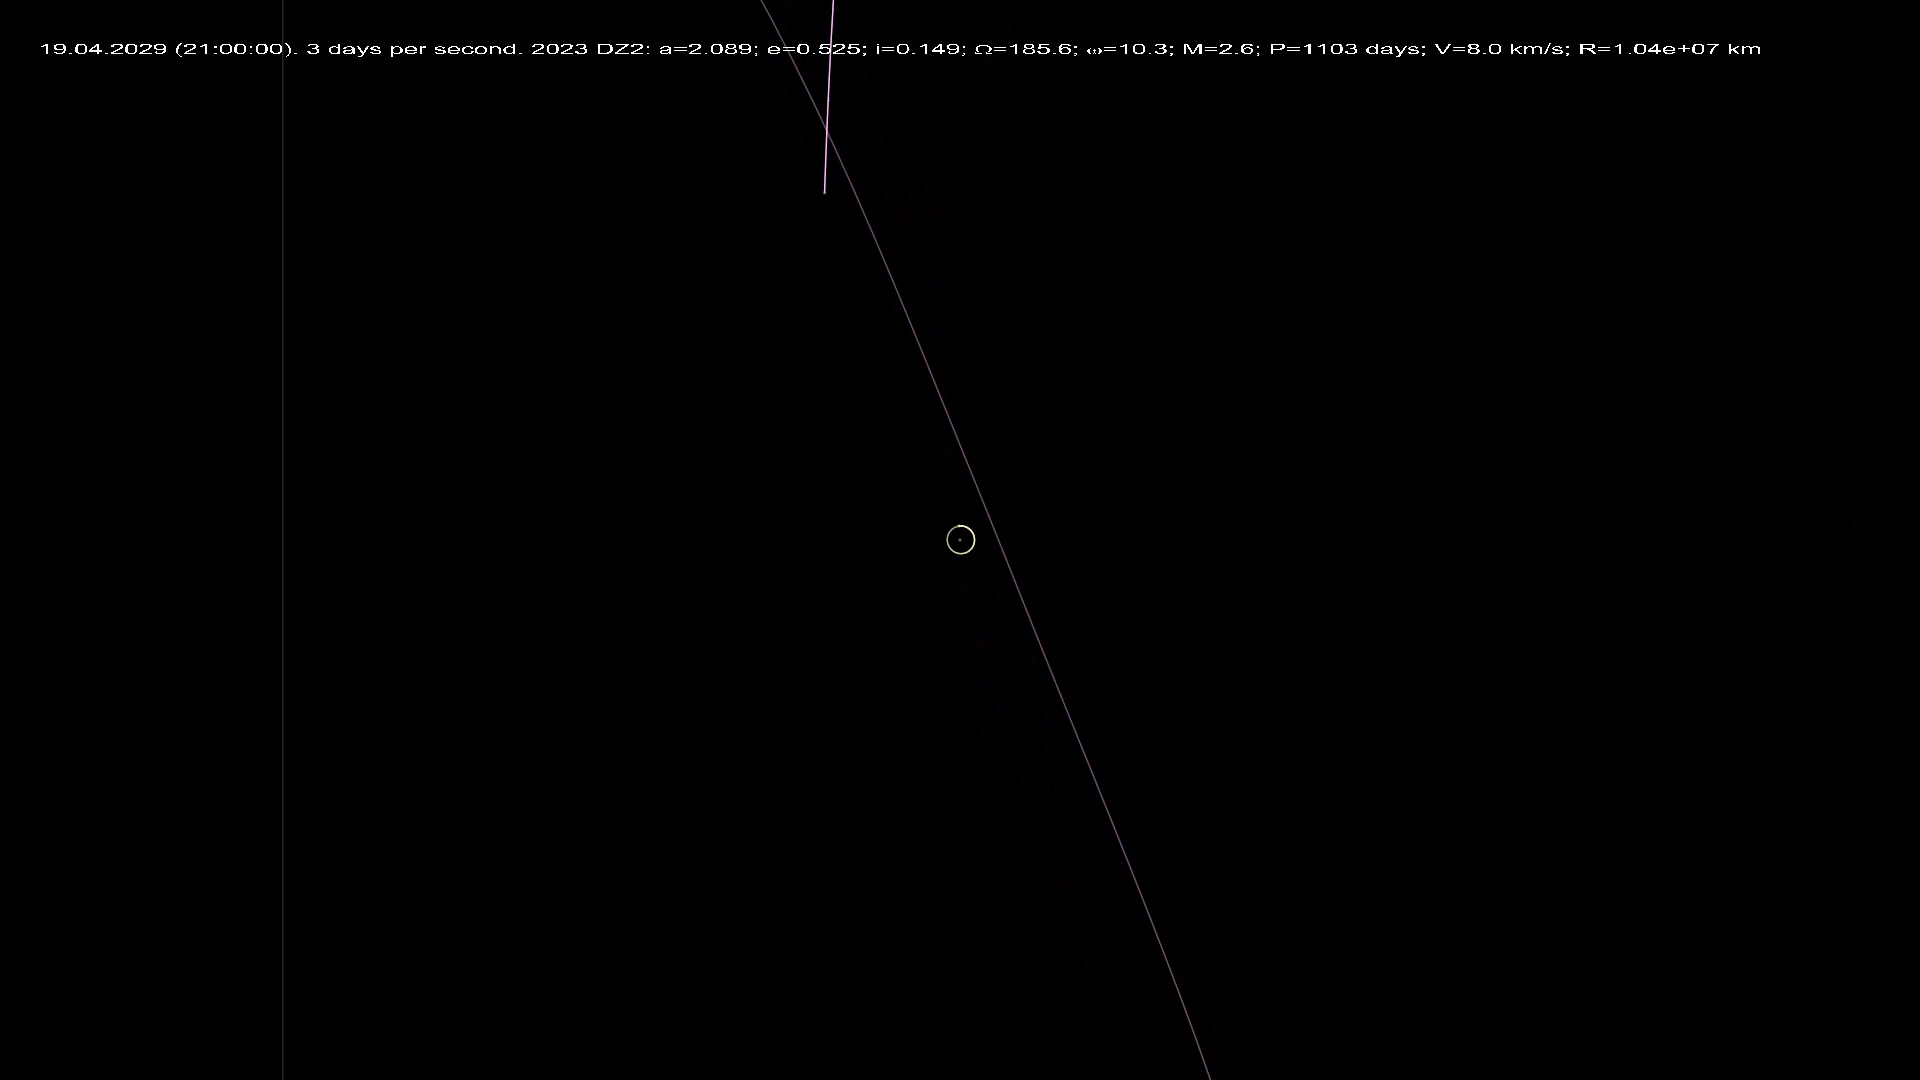 19.04.2029 (21:00:00). 3 days per second. 2023 DZ2: a=2.089; e=0.525; i=0.149; Ω=185.6; ω=10.3; M=2.6; P=1103 days; V=8.0 km/s; R=1.04e+07 km